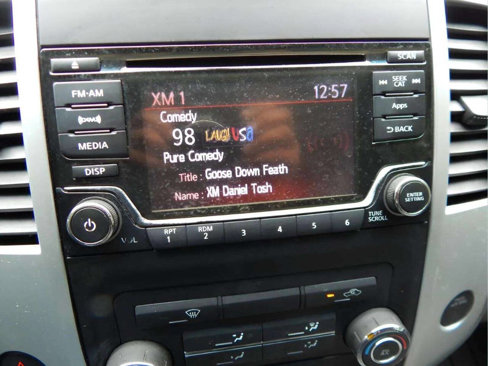 SCAN
FM·AM
((SXM))
MEDIA
DISP
XM 1
12:57
Comedy
98 LAUGH USA
Pure Comedy
Title : Goose Down Feath
Name : XM Daniel Tosh
SEEK
CAT
Apps
BACK
ENTER
SETTING
TUNE
SCROLL
VOL
RPT
1
RDM
2
3
4
5
6